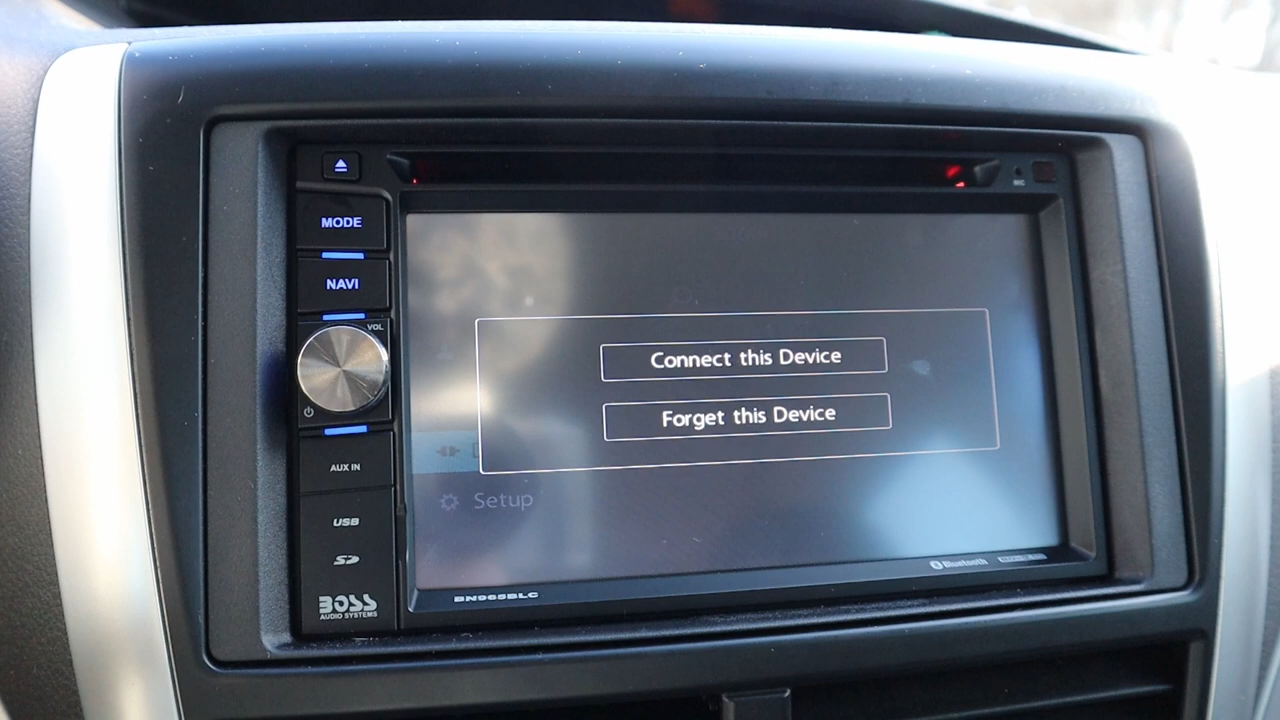 MIC
MODE
NAVI
VOL
Connect this Device
Forget this Device
AUX IN
Setup
USB
SD
BOSS
AUDIO SYSTEMS
BN965BLC
Bluetooth